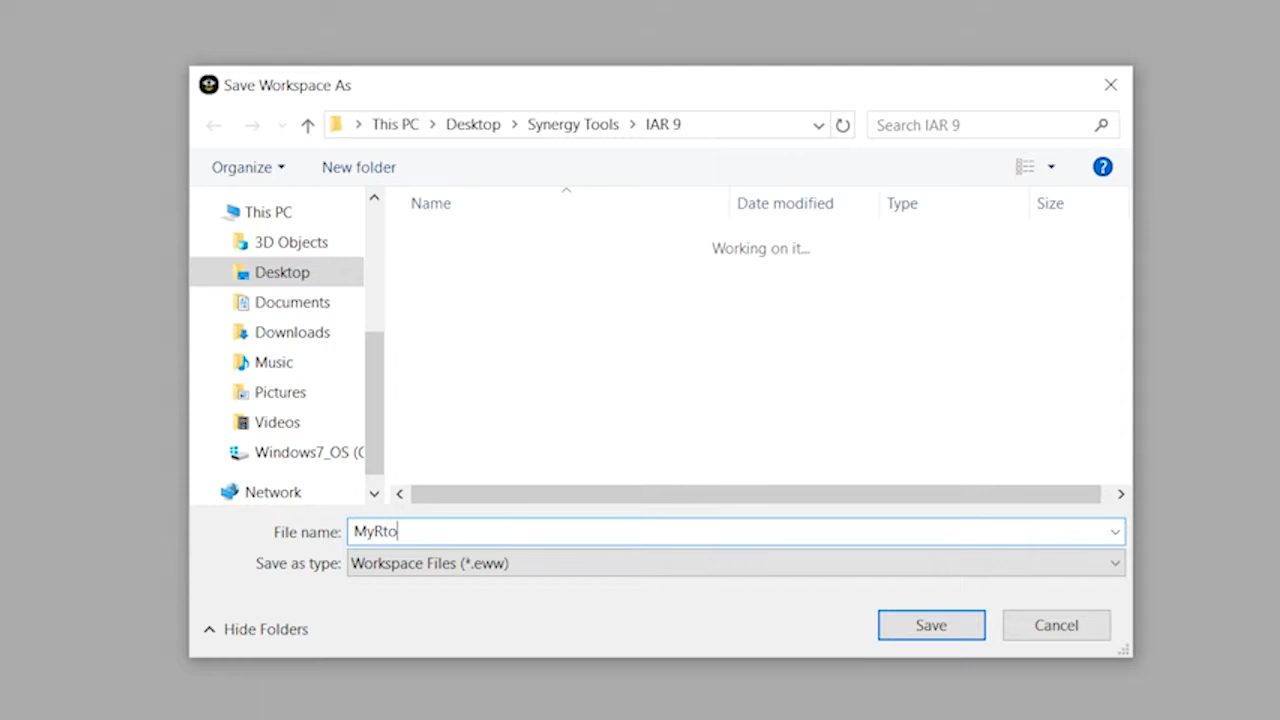 Save Workspace As
This PC > Desktop > Synergy Tools > IAR 9
Search IAR 9
Organize
New folder
?
This PC
3D Objects
Desktop
Documents
Downloads
Music
Pictures
Videos
Windows7_OS (C
Network
Name
Date modified
Type
Size
Working on it...
File name: MyRto
Save as type: Workspace Files (*.eww)
Hide Folders
Save
Cancel